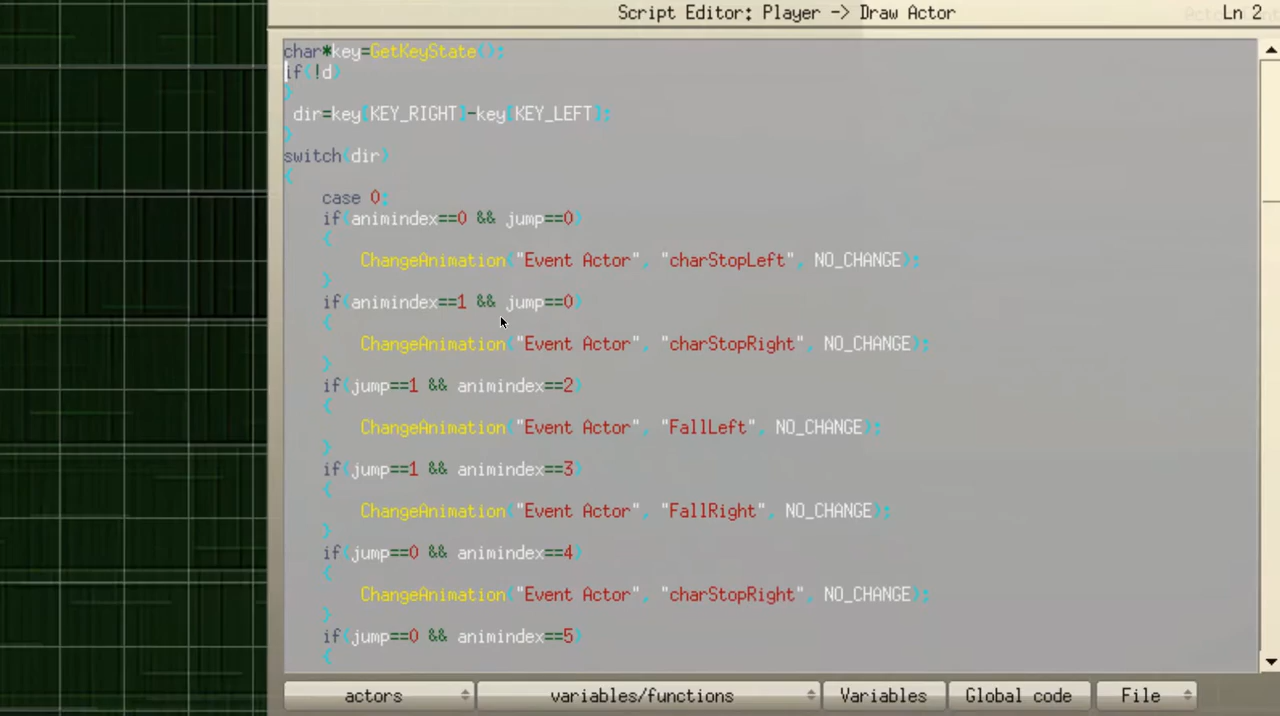 Script Editor: Player -> Draw Actor
Ln 2
char*key=GetKeyState();
if(!d)
}
dir=key[KEY_RIGHT]-key[KEY_LEFT];
}
switch(dir)
{
case 0:
if(animindex==0 && jump==0)
{
ChangeAnimation("Event Actor", "charStopLeft", NO_CHANGE);
}
if(animindex==1 && jump==0)
{
ChangeAnimation("Event Actor", "charStopRight", NO_CHANGE);
}
if(jump==1 && animindex==2)
{
ChangeAnimation("Event Actor", "FallLeft", NO_CHANGE);
}
if(jump==1 && animindex==3)
{
ChangeAnimation("Event Actor", "FallRight", NO_CHANGE);
}
if(jump==0 && animindex==4)
{
ChangeAnimation("Event Actor", "charStopRight", NO_CHANGE);
}
if(jump==0 && animindex==5)
{
actors
variables/functions
Variables
Global code
File